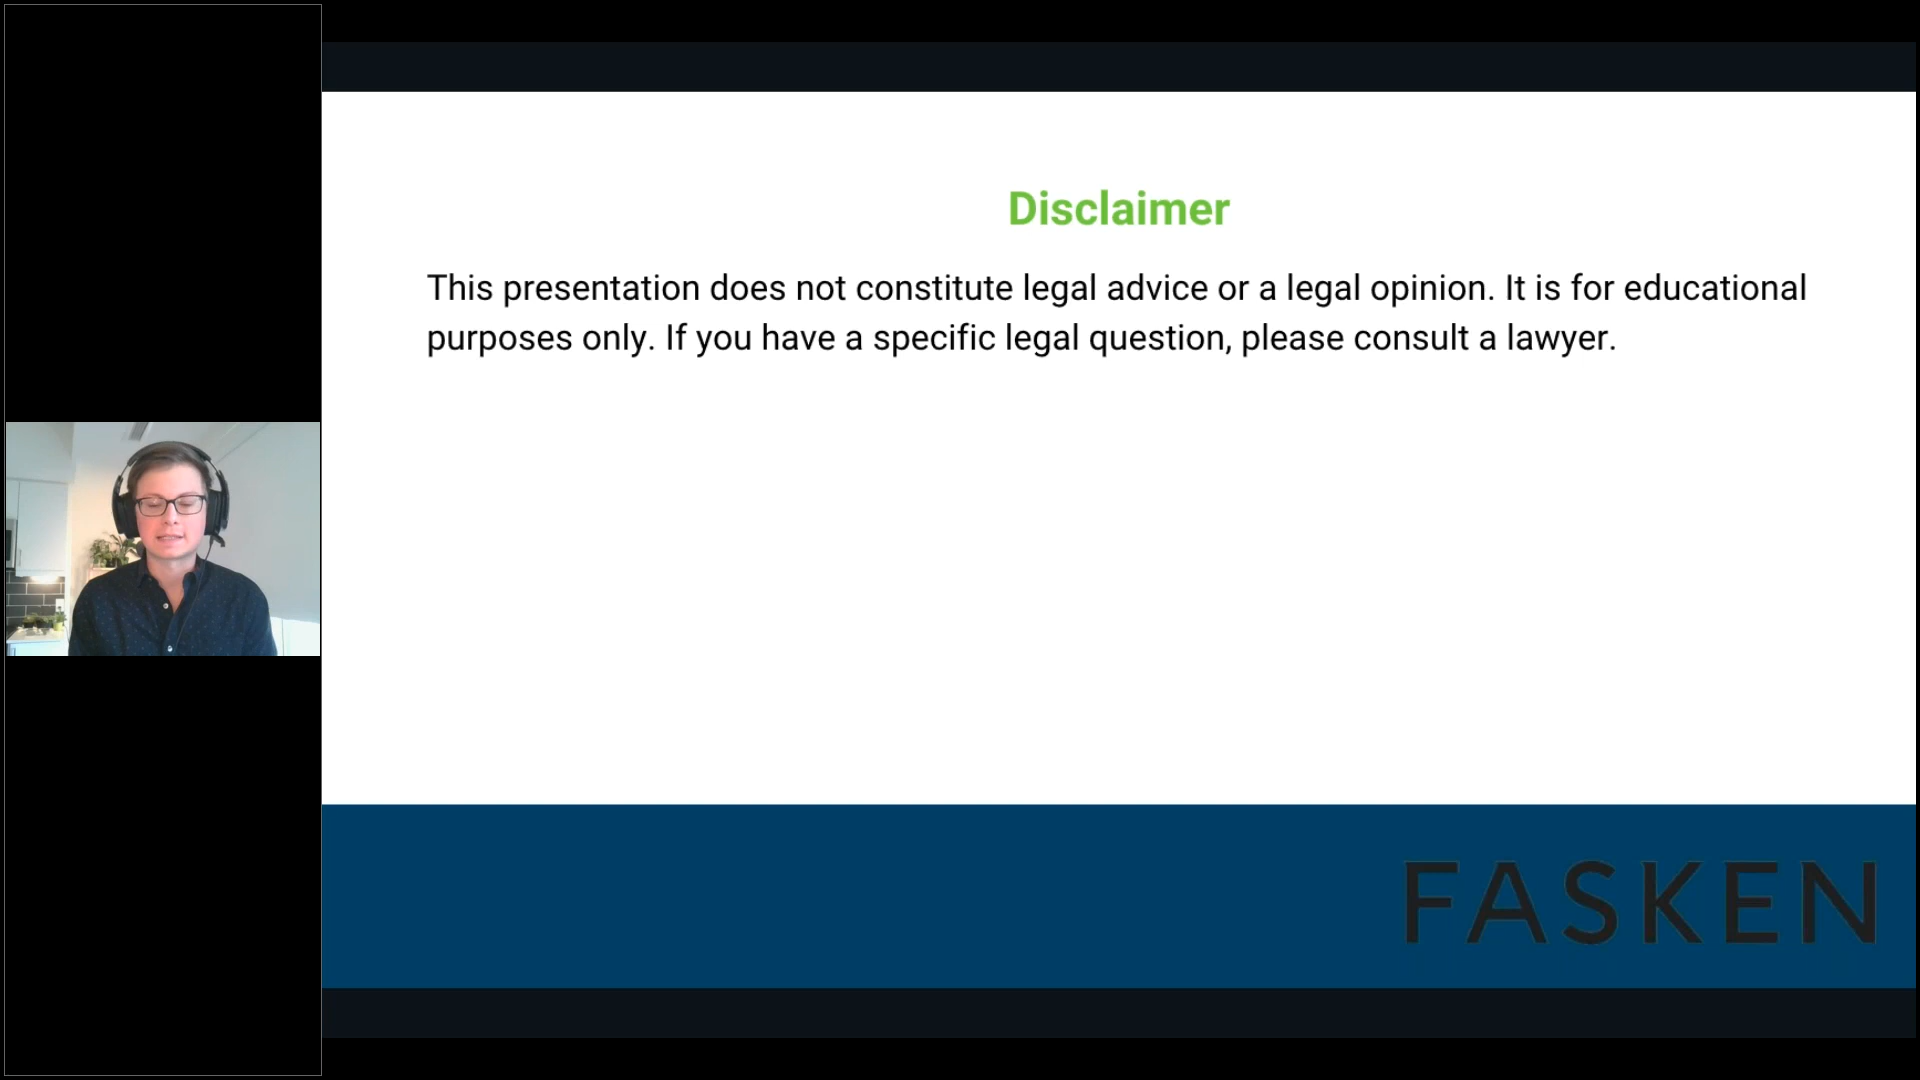 Disclaimer
This presentation does not constitute legal advice or a legal opinion. It is for educational
purposes only. If you have a specific legal question, please consult a lawyer.
FASKEN